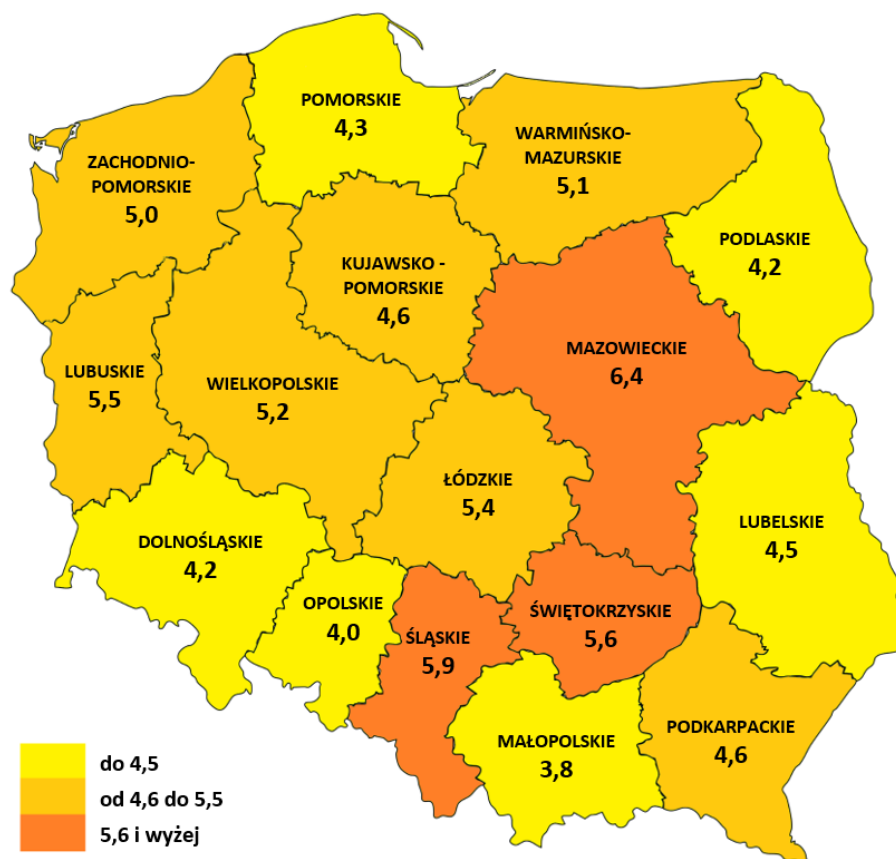 POMORSKIE
4,3
WARMIŃSKO-
MAZURSKIE
5,1
ZACHODNIO-
POMORSKIE
5,0
PODLASKIE
4,2
KUJAWSKO -
POMORSKIE
4,6
MAZOWIECKIE
6,4
LUBUSKIE
5,5
WIELKOPOLSKIE
5,2
ŁÓDZKIE
5,4
LUBELSKIE
4,5
DOLNOŚLĄSKIE
4,2
OPOLSKIE
4,0
ŚLĄSKIE
5,9
ŚWIĘTOKRZYSKIE
5,6
MAŁOPOLSKIE
3,8
PODKARPACKIE
4,6
do 4,5
od 4,6 do 5,5
5,6 i wyżej